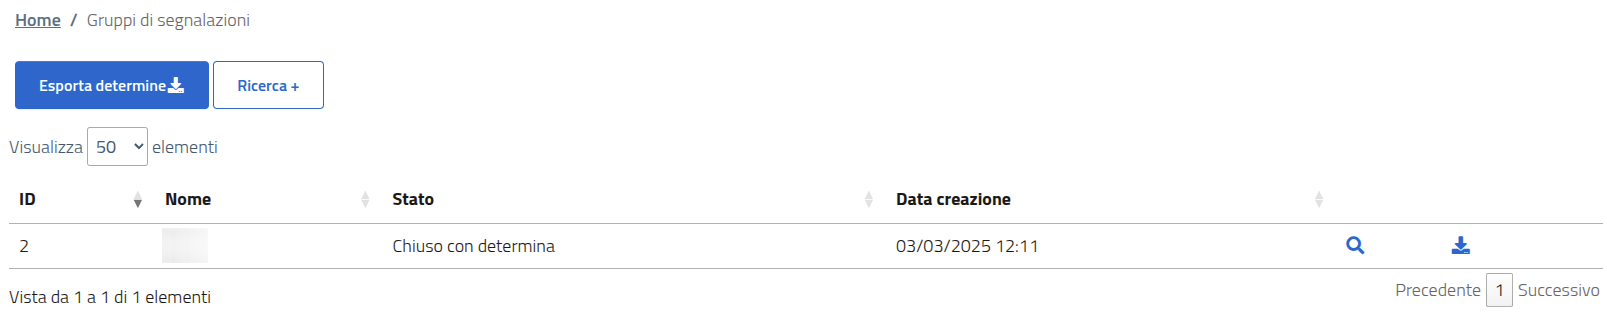 Home / Gruppi di segnalazioni
Esporta determine Ricerca +
Visualizza 50 elementi
ID Nome Stato Data creazione
2 Chiuso con determina 03/03/2025 12:11
Vista da 1 a 1 di 1 elementi Precedente 1 Successivo